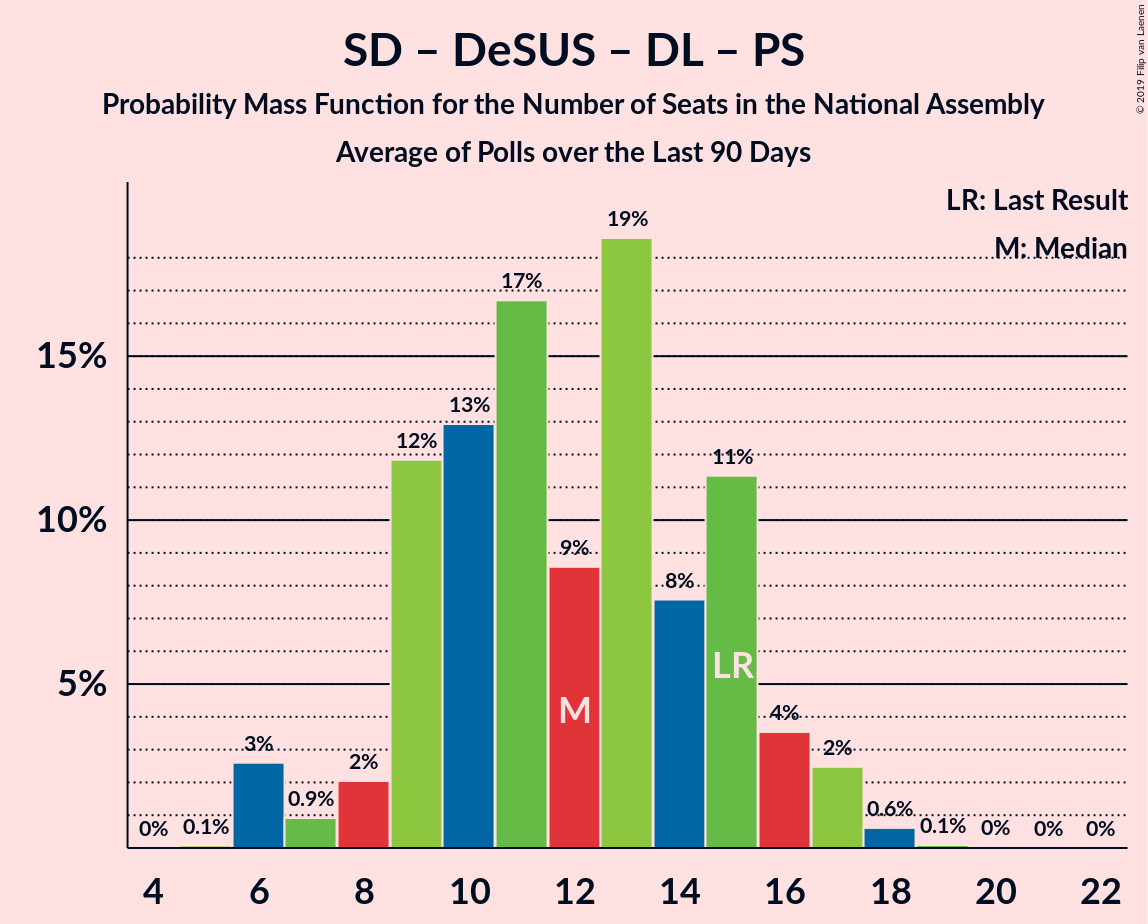 SD – DeSUS – DL – PS
Probability Mass Function for the Number of Seats in the National Assembly
Average of Polls over the Last 90 Days
© 2019 Filip van Laenen
LR: Last Result
M: Median
15%
10%
5%
0%
0.1%
3%
0.9%
2%
12%
13%
17%
9%
19%
8%
11%
4%
2%
0.6%
0.1%
0%
0%
0%
M
LR
4 6 8 10 12 14 16 18 20 22